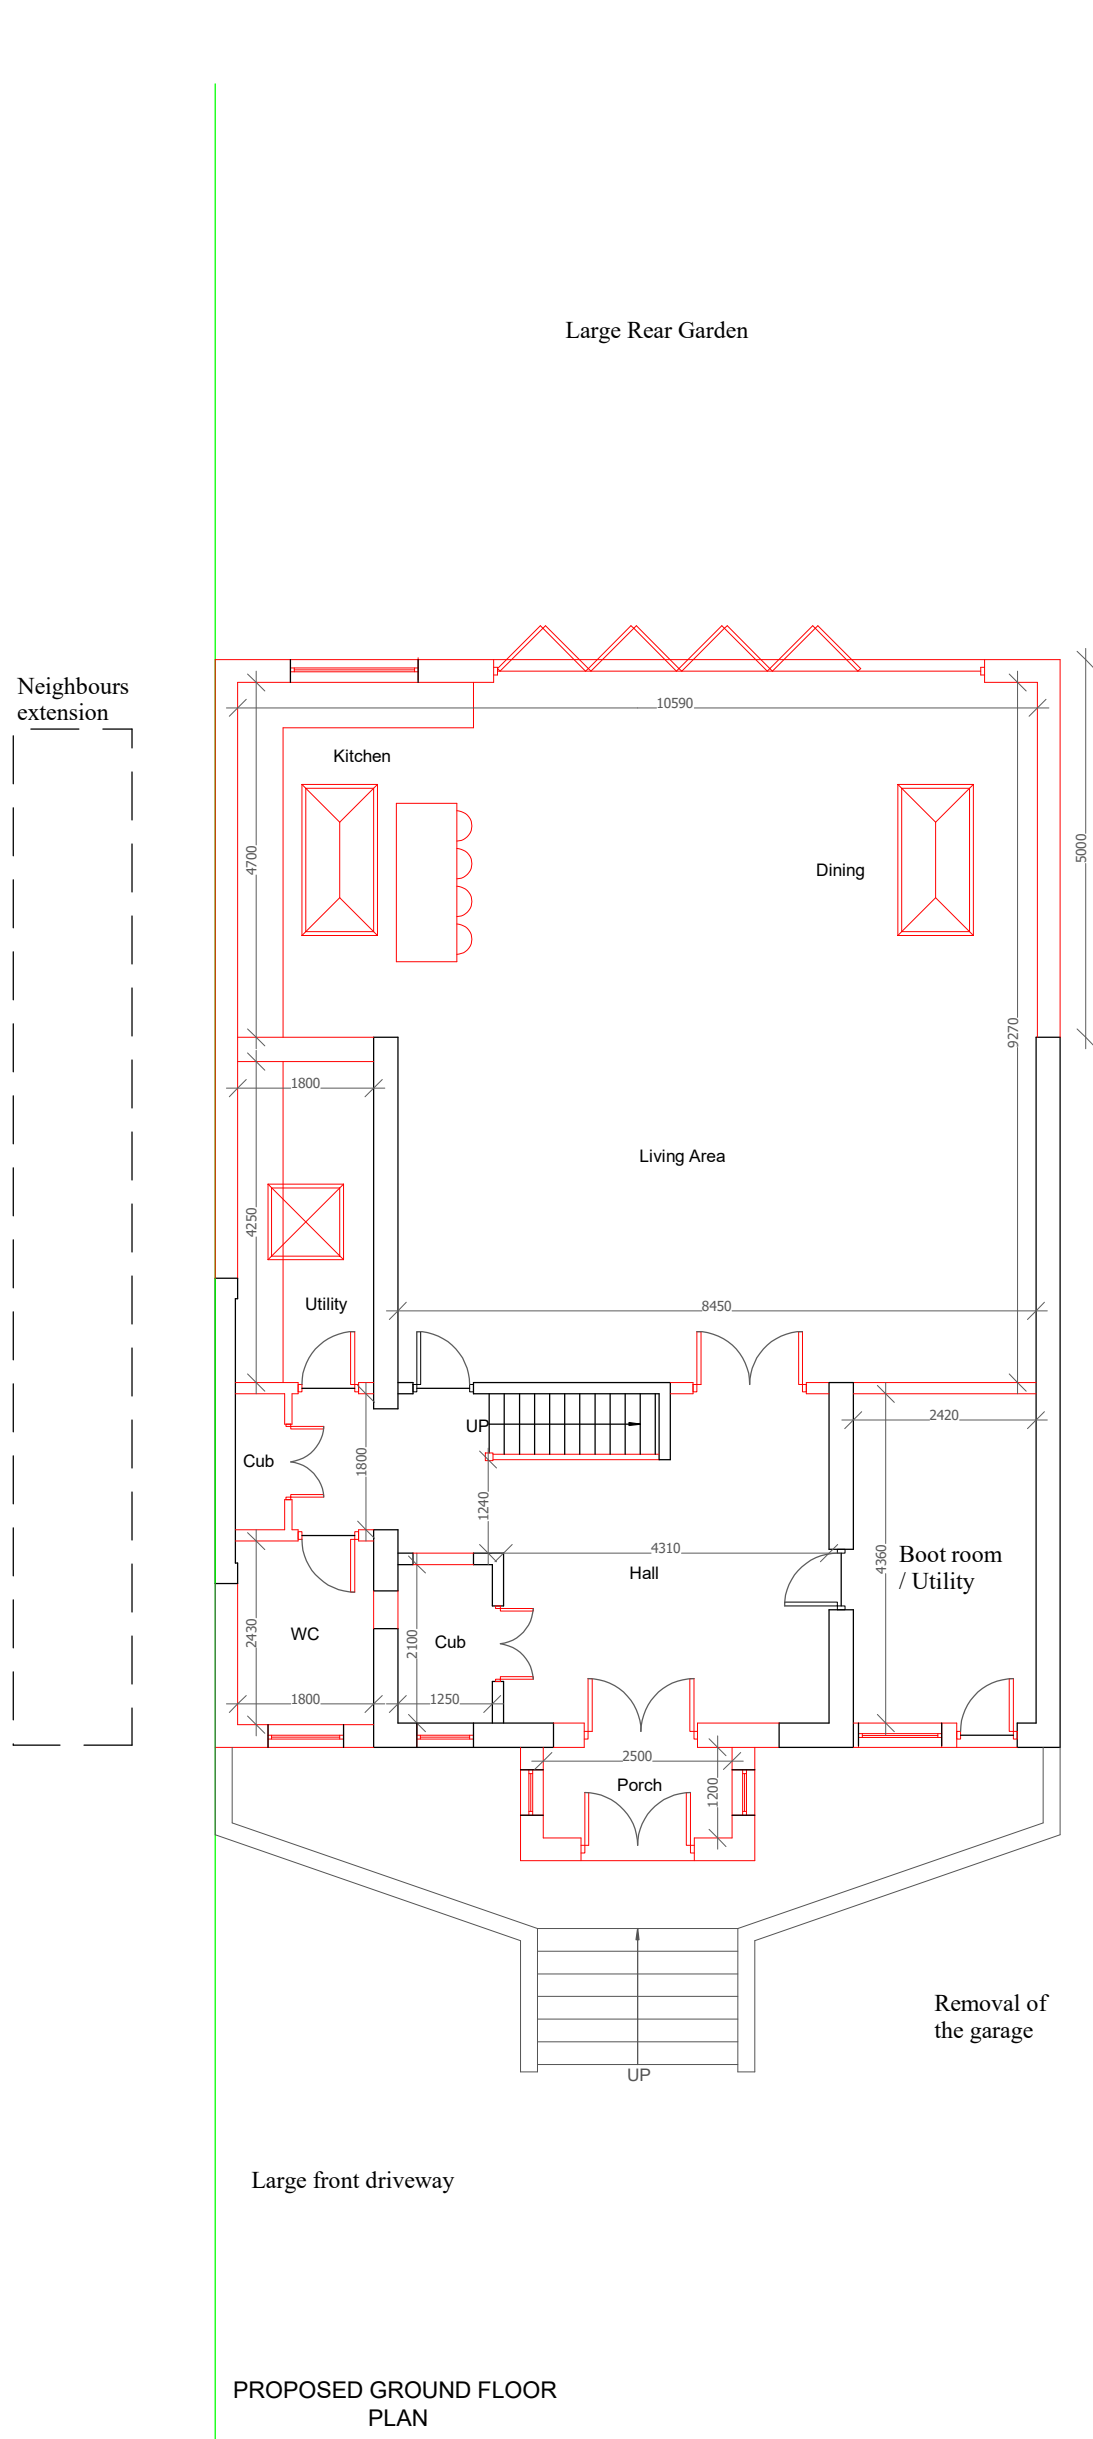 Large Rear Garden
Neighbours
extension
10590
Kitchen
4700
Dining
5000
9270
1800
Living Area
4250
Utility
8450
UP
2420
Cub
1800
1240
4310
4360
Boot room
/ Utility
Hall
WC
2430
2100
Cub
1800
1250
2500
Porch
1200
UP
Removal of
the garage
Large front driveway
PROPOSED GROUND FLOOR
PLAN